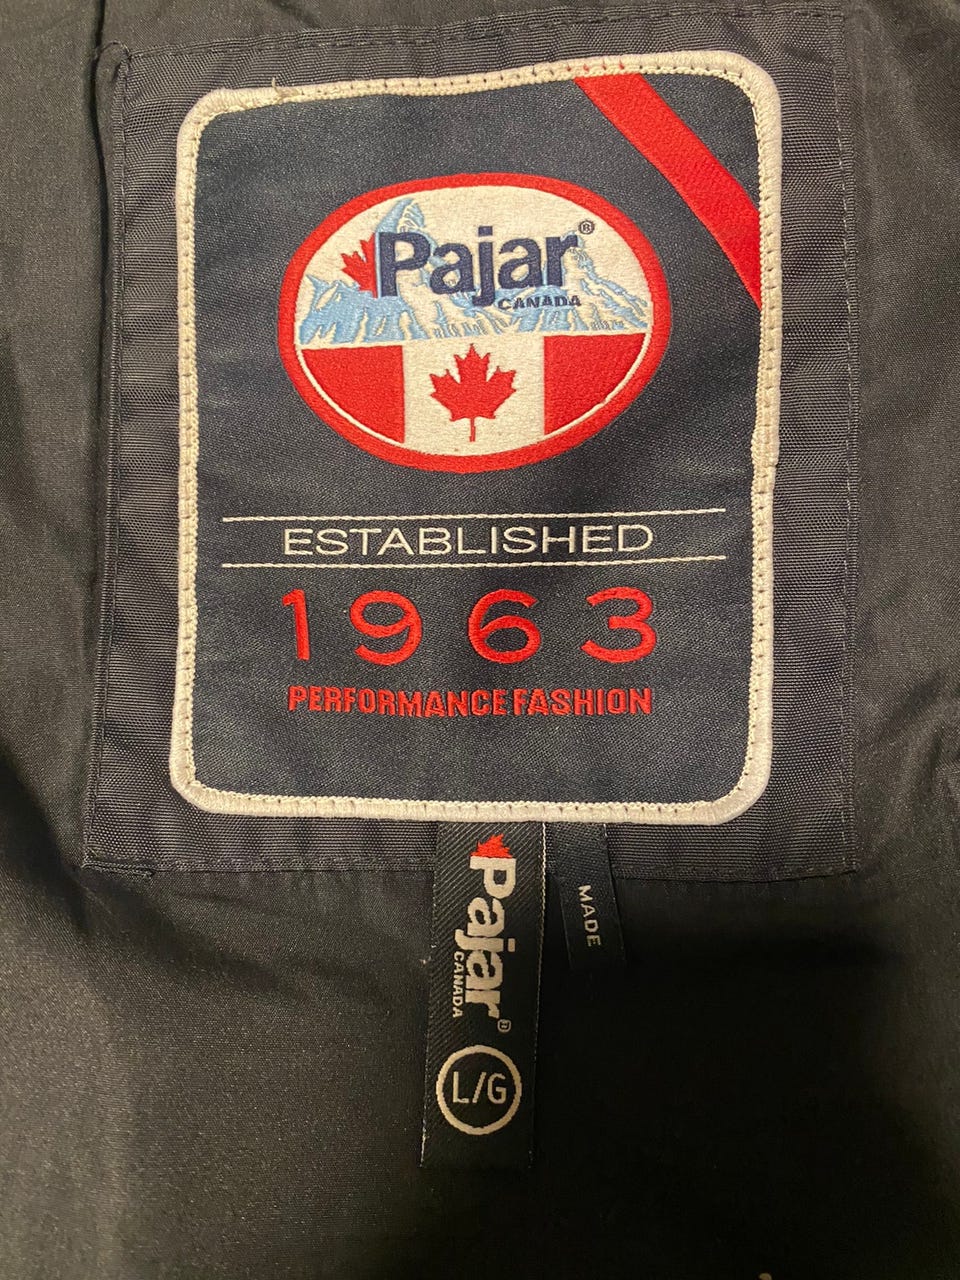 Pajar®
CANADA
ESTABLISHED
1963
PERFORMANCE FASHION
Pajar®
CANADA
L/G
MADE